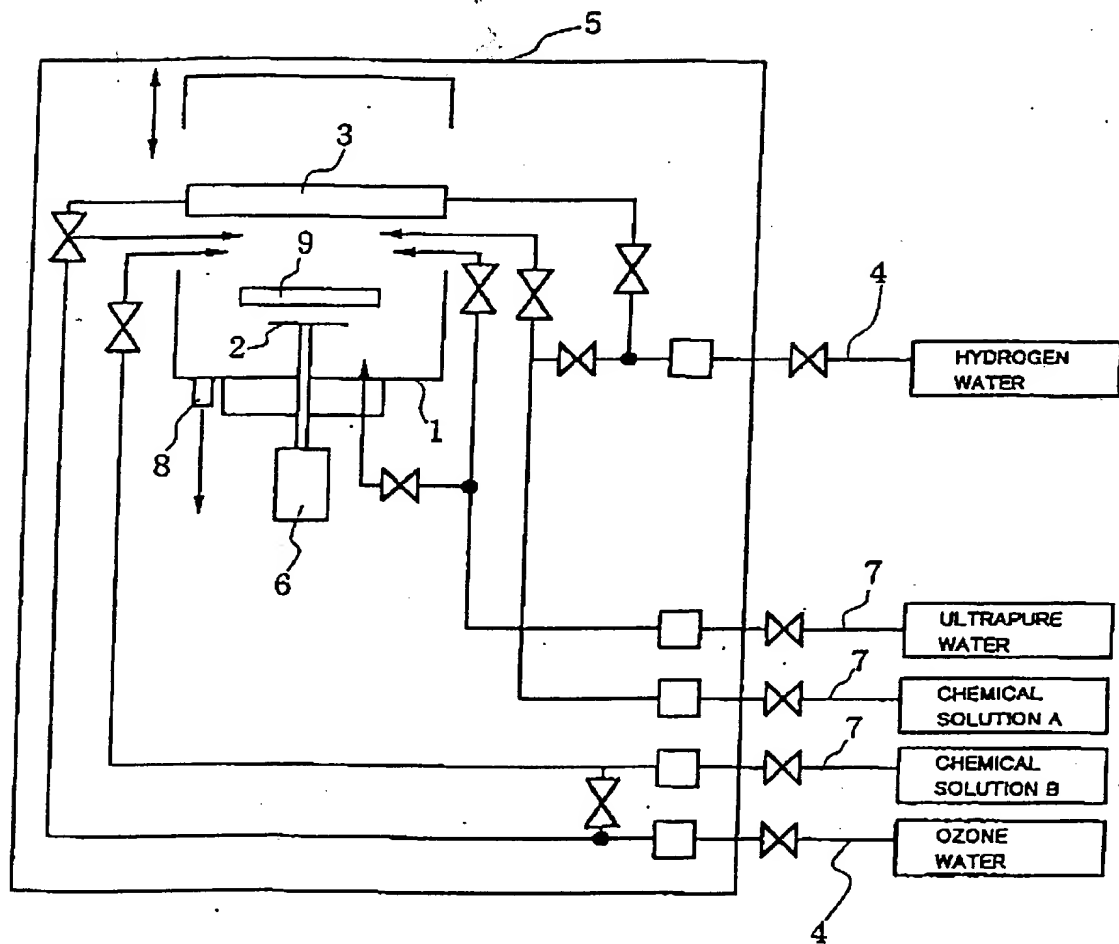 5
3
9
4
2
HYDROGEN
WATER
8
1
6
7
ULTRAPURE
WATER
7
CHEMICAL
SOLUTION A
7
CHEMICAL
SOLUTION B
OZONE
WATER
4